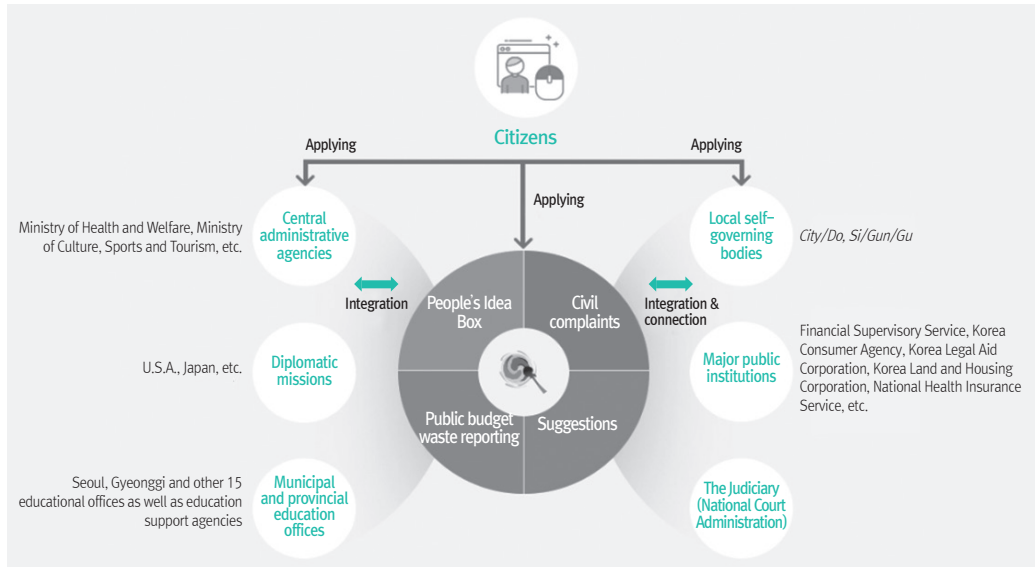 Citizens
Applying
Applying
Applying
Ministry of Health and Welfare, Ministry
of Culture, Sports and Tourism, etc.
Central
administrative
agencies
Local self-
governing
bodies
City/Do, Si/Gun/Gu
Integration
Integration &
connection
People's Idea
Box
Civil
complaints
Public budget
waste reporting
Suggestions
U.S.A., Japan, etc.
Diplomatic
missions
Major public
institutions
Financial Supervisory Service, Korea
Consumer Agency, Korea Legal Aid
Corporation, Korea Land and Housing
Corporation, National Health Insurance
Service, etc.
Seoul, Gyeonggi and other 15
educational offices as well as education
support agencies
Municipal
and provincial
education
offices
The Judiciary
(National Court
Administration)